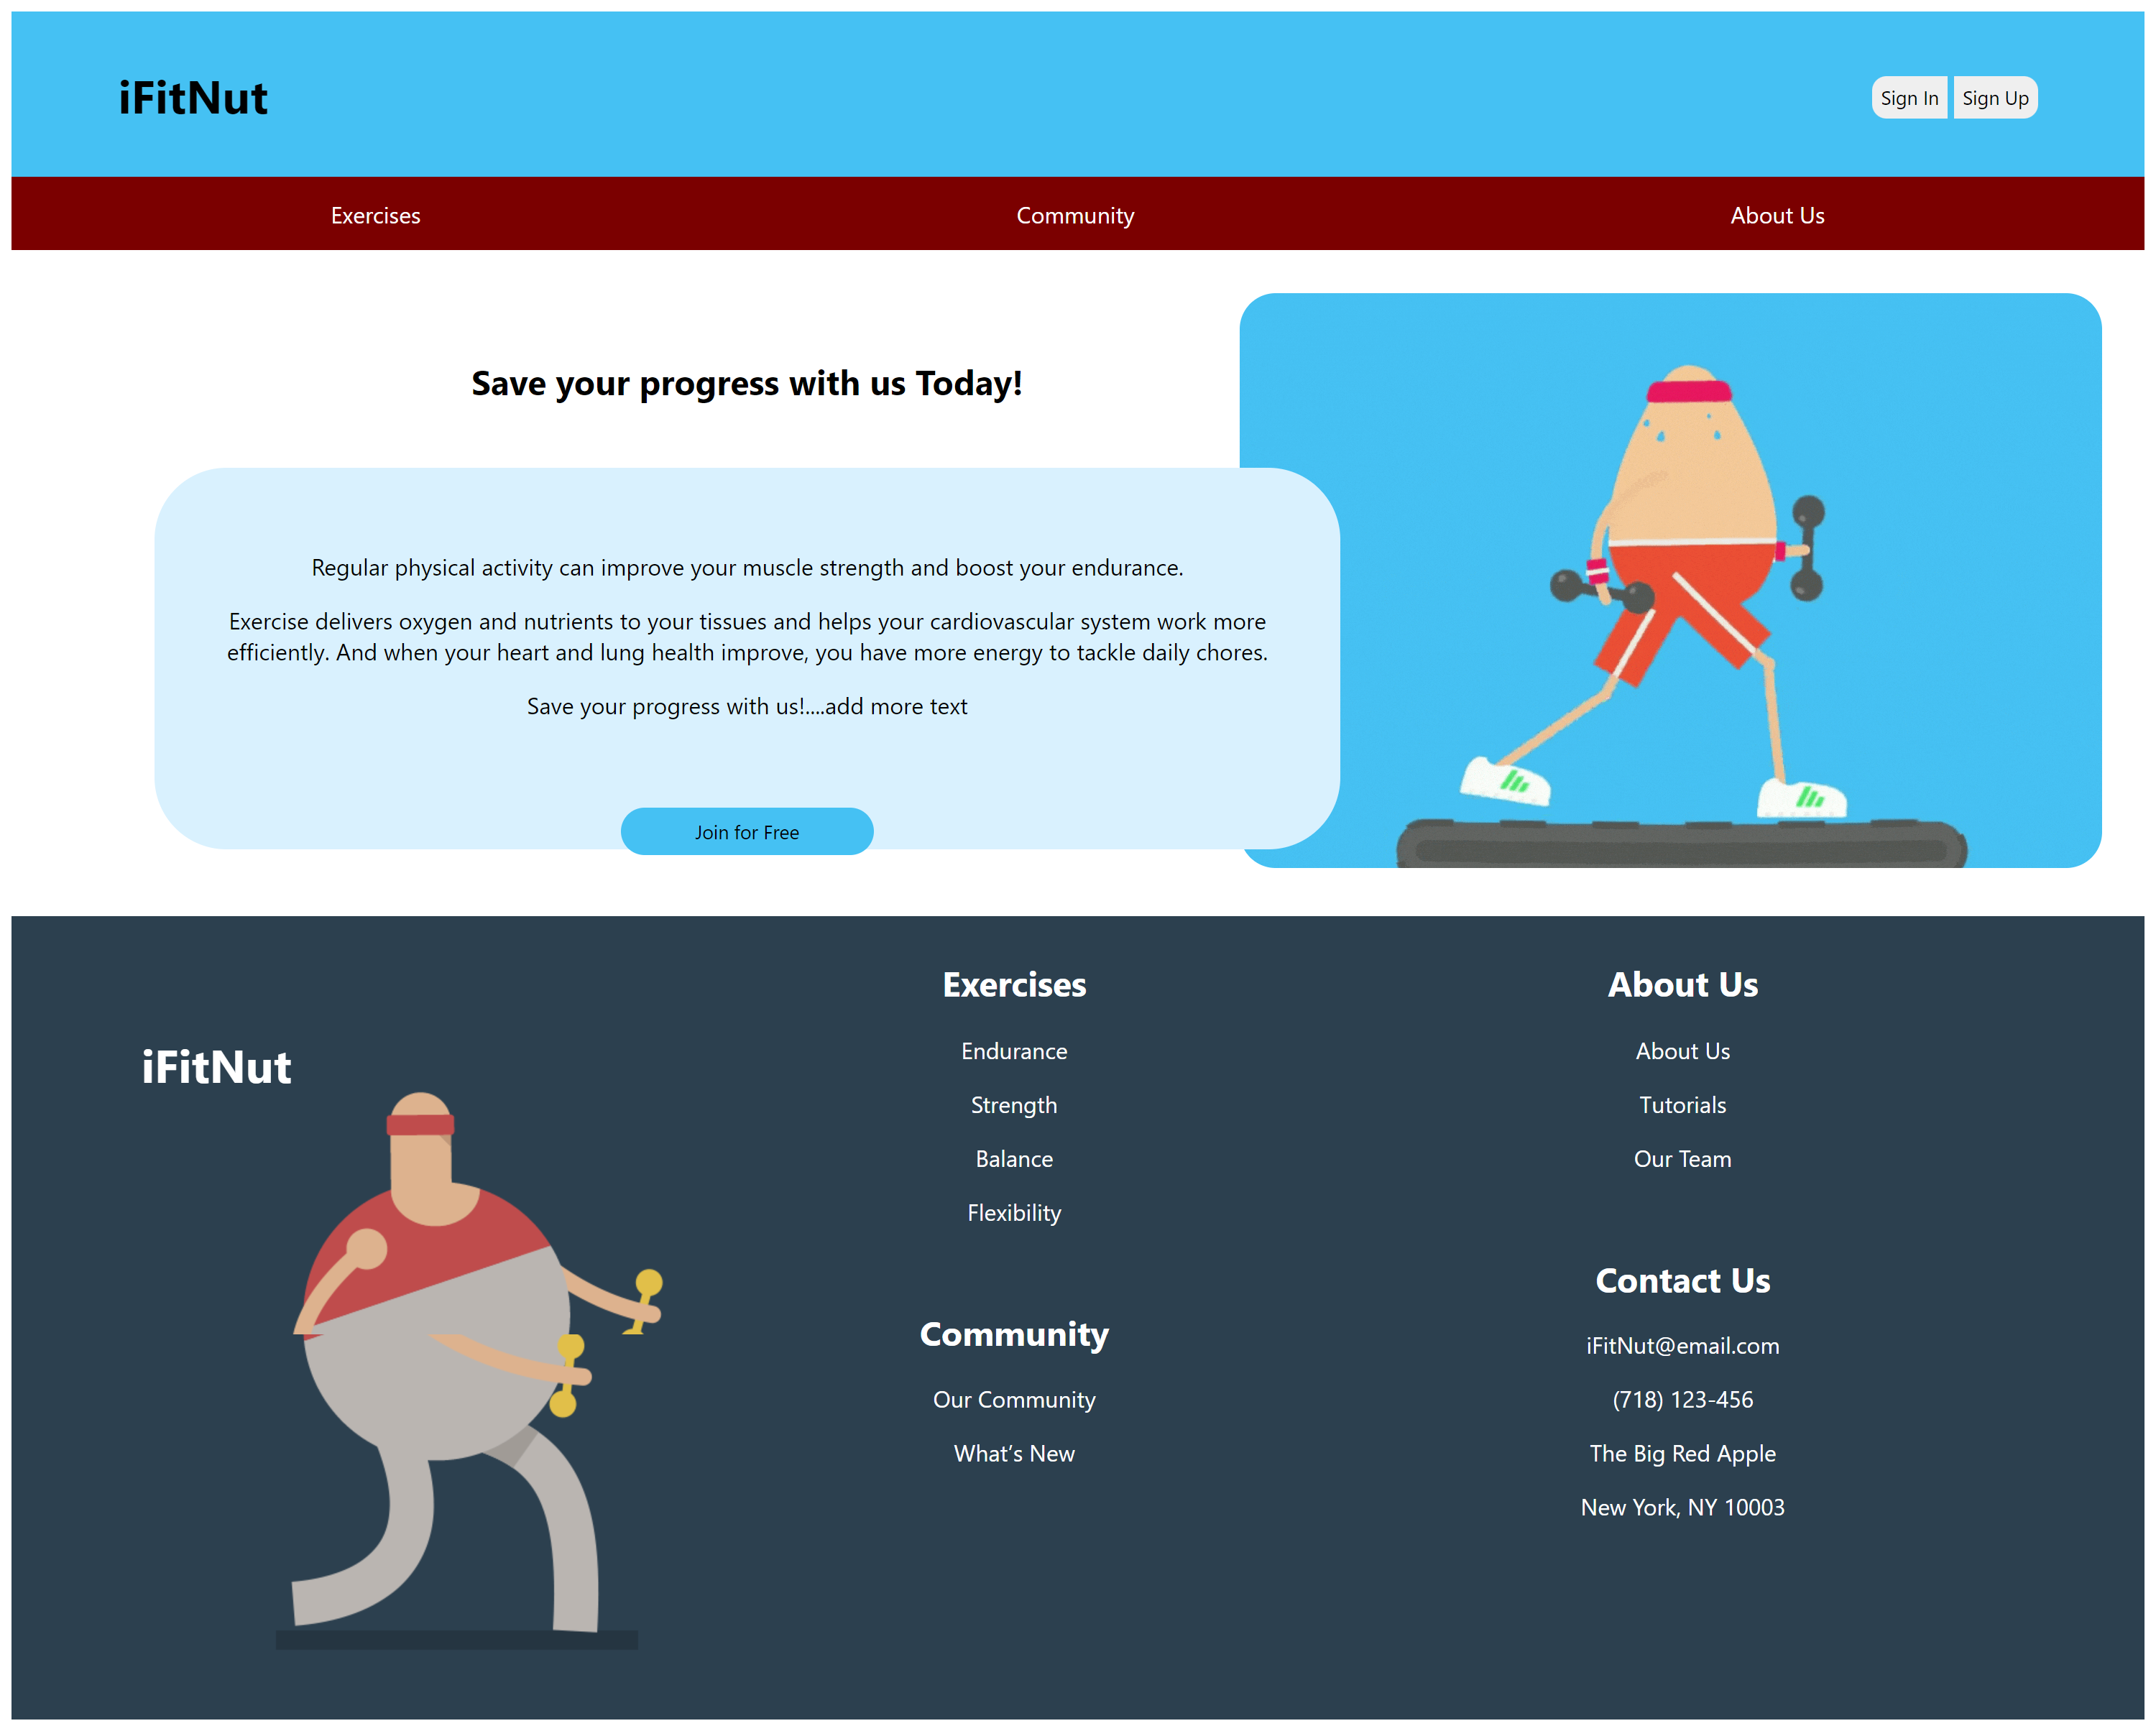 iFitNut
Sign In
Sign Up
Exercises
Community
About Us
Save your progress with us Today!
Regular physical activity can improve your muscle strength and boost your endurance.
Exercise delivers oxygen and nutrients to your tissues and helps your cardiovascular system work more
efficiently. And when your heart and lung health improve, you have more energy to tackle daily chores.
Save your progress with us!....add more text
Join for Free
iFitNut
Exercises
Endurance
Strength
Balance
Flexibility
Community
Our Community
What's New
About Us
About Us
Tutorials
Our Team
Contact Us
iFitNut@email.com
(718) 123-456
The Big Red Apple
New York, NY 10003